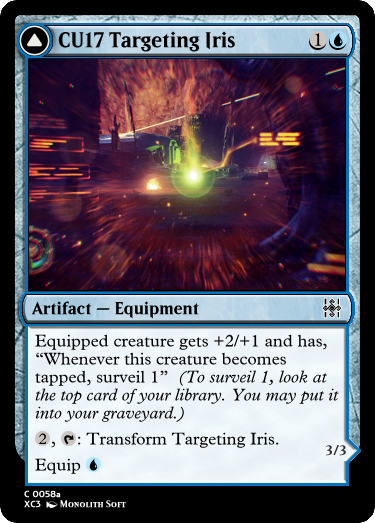 CU17 Targeting Iris 1
Artifact — Equipment
Equipped creature gets +2/+1 and has,
“Whenever this creature becomes
tapped, surveil 1” (To surveil 1, look at
the top card of your library. You may put it
into your graveyard.)
2, : Transform Targeting Iris.
Equip
3/3
C 0058a
XC3 Monolith Soft